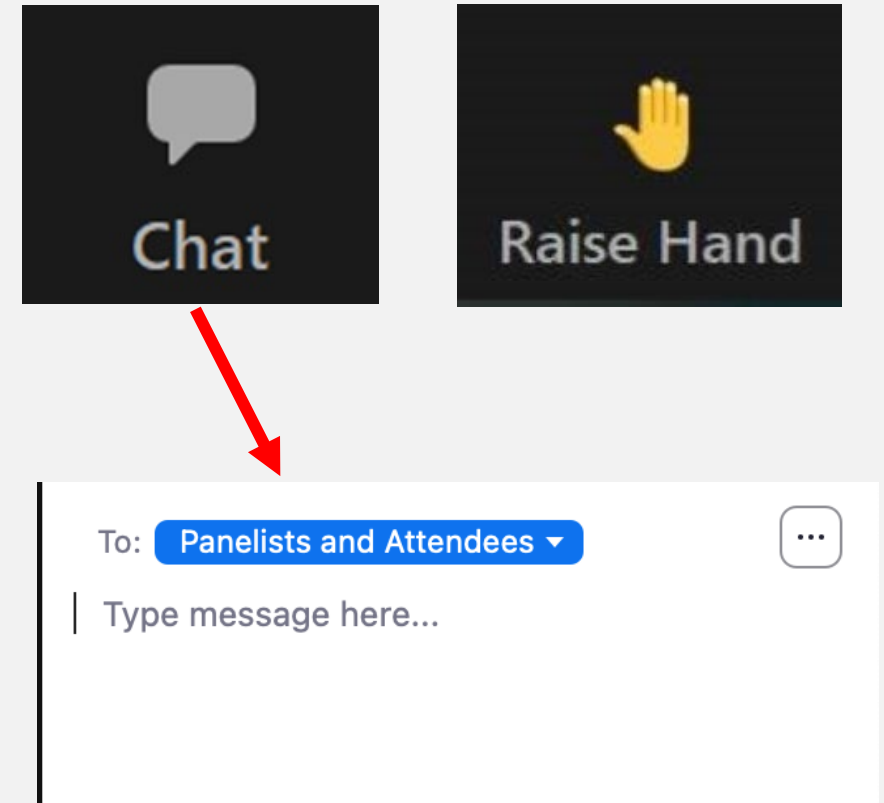 Chat
Raise Hand
To: Panelists and Attendees
Type message here...